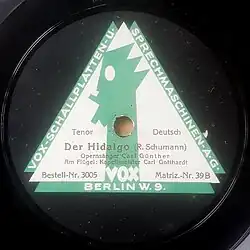 VOX-SCHALLPLATTEN-U. SPRECHMASCHINEN-A-G
Tenor Deutsch
Der Hidalgo (R. Schumann)
Opernsänger Carl Günther
Am Flügel: Kapellmeister Carl Gotthardt
Bestell-Nr. 3005 VOX Matriz.-Nr. 39 B
BERLIN W. 9.